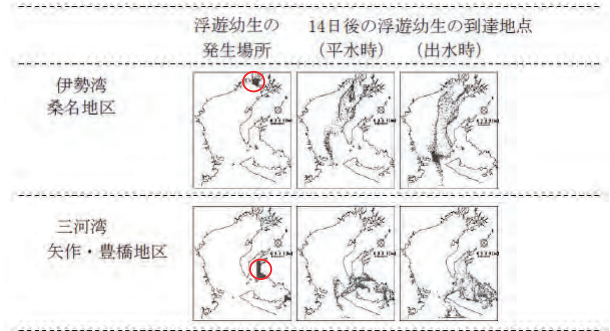 浮遊幼生の
発生場所
14日後の浮遊幼生の到達地点
（平水時）
（出水時）
伊勢湾
桑名地区
三河湾
矢作・豊橋地区